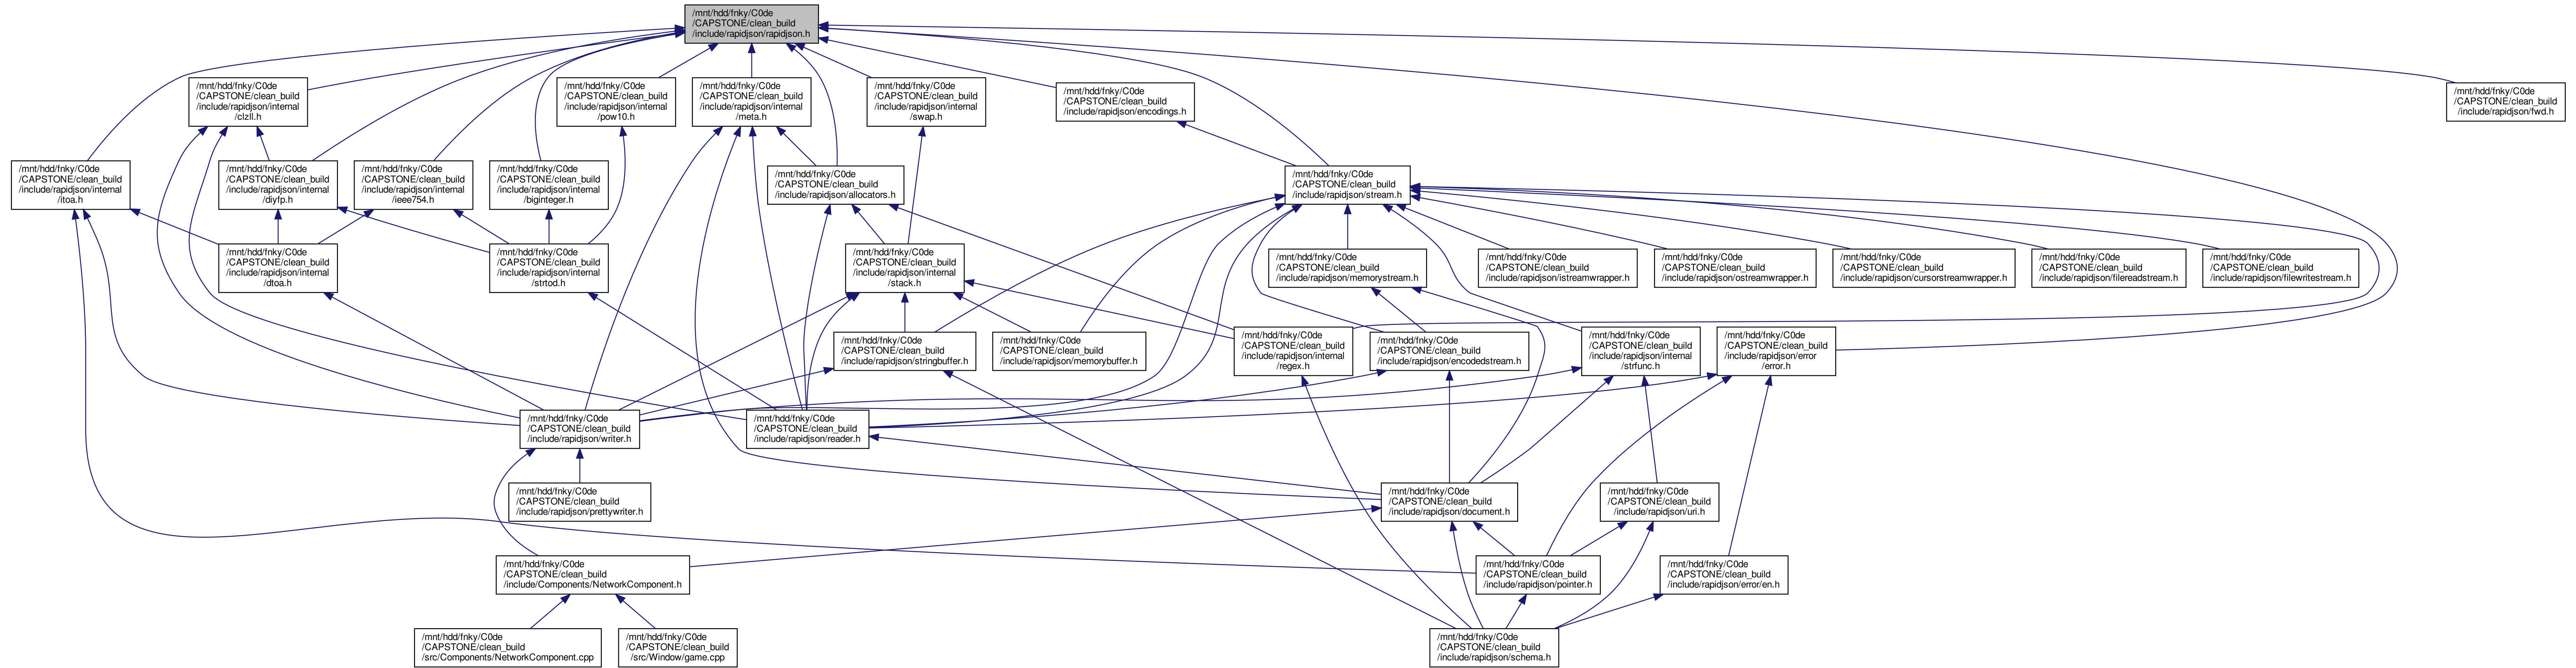 /mnt/hdd/fnky/C0de
/CAPSTONE/clean_build
/include/rapidjson/rapidjson.h
/mnt/hdd/fnky/C0de
/CAPSTONE/clean_build
/include/rapidjson/internal
/clzll.h
/mnt/hdd/fnky/C0de
/CAPSTONE/clean_build
/include/rapidjson/internal
/pow10.h
/mnt/hdd/fnky/C0de
/CAPSTONE/clean_build
/include/rapidjson/internal
/meta.h
/mnt/hdd/fnky/C0de
/CAPSTONE/clean_build
/include/rapidjson/internal
/swap.h
/mnt/hdd/fnky/C0de
/CAPSTONE/clean_build
/include/rapidjson/encodings.h
/mnt/hdd/fnky/C0de
/CAPSTONE/clean_build
/include/rapidjson/fwd.h
/mnt/hdd/fnky/C0de
/CAPSTONE/clean_build
/include/rapidjson/internal
/itoa.h
/mnt/hdd/fnky/C0de
/CAPSTONE/clean_build
/include/rapidjson/internal
/diyfp.h
/mnt/hdd/fnky/C0de
/CAPSTONE/clean_build
/include/rapidjson/internal
/ieee754.h
/mnt/hdd/fnky/C0de
/CAPSTONE/clean_build
/include/rapidjson/internal
/biginteger.h
/mnt/hdd/fnky/C0de
/CAPSTONE/clean_build
/include/rapidjson/allocators.h
/mnt/hdd/fnky/C0de
/CAPSTONE/clean_build
/include/rapidjson/stream.h
/mnt/hdd/fnky/C0de
/CAPSTONE/clean_build
/include/rapidjson/internal
/dtoa.h
/mnt/hdd/fnky/C0de
/CAPSTONE/clean_build
/include/rapidjson/internal
/strtod.h
/mnt/hdd/fnky/C0de
/CAPSTONE/clean_build
/include/rapidjson/internal
/stack.h
/mnt/hdd/fnky/C0de
/CAPSTONE/clean_build
/include/rapidjson/memorystream.h
/mnt/hdd/fnky/C0de
/CAPSTONE/clean_build
/include/rapidjson/istreamwrapper.h
/mnt/hdd/fnky/C0de
/CAPSTONE/clean_build
/include/rapidjson/ostreamwrapper.h
/mnt/hdd/fnky/C0de
/CAPSTONE/clean_build
/include/rapidjson/cursorstreamwrapper.h
/mnt/hdd/fnky/C0de
/CAPSTONE/clean_build
/include/rapidjson/filereadstream.h
/mnt/hdd/fnky/C0de
/CAPSTONE/clean_build
/include/rapidjson/filewritestream.h
/mnt/hdd/fnky/C0de
/CAPSTONE/clean_build
/include/rapidjson/stringbuffer.h
/mnt/hdd/fnky/C0de
/CAPSTONE/clean_build
/include/rapidjson/memorybuffer.h
/mnt/hdd/fnky/C0de
/CAPSTONE/clean_build
/include/rapidjson/internal
/regex.h
/mnt/hdd/fnky/C0de
/CAPSTONE/clean_build
/include/rapidjson/encodedstream.h
/mnt/hdd/fnky/C0de
/CAPSTONE/clean_build
/include/rapidjson/internal
/strfunc.h
/mnt/hdd/fnky/C0de
/CAPSTONE/clean_build
/include/rapidjson/error
/error.h
/mnt/hdd/fnky/C0de
/CAPSTONE/clean_build
/include/rapidjson/writer.h
/mnt/hdd/fnky/C0de
/CAPSTONE/clean_build
/include/rapidjson/reader.h
/mnt/hdd/fnky/C0de
/CAPSTONE/clean_build
/include/rapidjson/prettywriter.h
/mnt/hdd/fnky/C0de
/CAPSTONE/clean_build
/include/rapidjson/document.h
/mnt/hdd/fnky/C0de
/CAPSTONE/clean_build
/include/rapidjson/uri.h
/mnt/hdd/fnky/C0de
/CAPSTONE/clean_build
/include/Components/NetworkComponent.h
/mnt/hdd/fnky/C0de
/CAPSTONE/clean_build
/include/rapidjson/pointer.h
/mnt/hdd/fnky/C0de
/CAPSTONE/clean_build
/include/rapidjson/error/en.h
/mnt/hdd/fnky/C0de
/CAPSTONE/clean_build
/src/Components/NetworkComponent.cpp
/mnt/hdd/fnky/C0de
/CAPSTONE/clean_build
/src/Window/game.cpp
/mnt/hdd/fnky/C0de
/CAPSTONE/clean_build
/include/rapidjson/schema.h